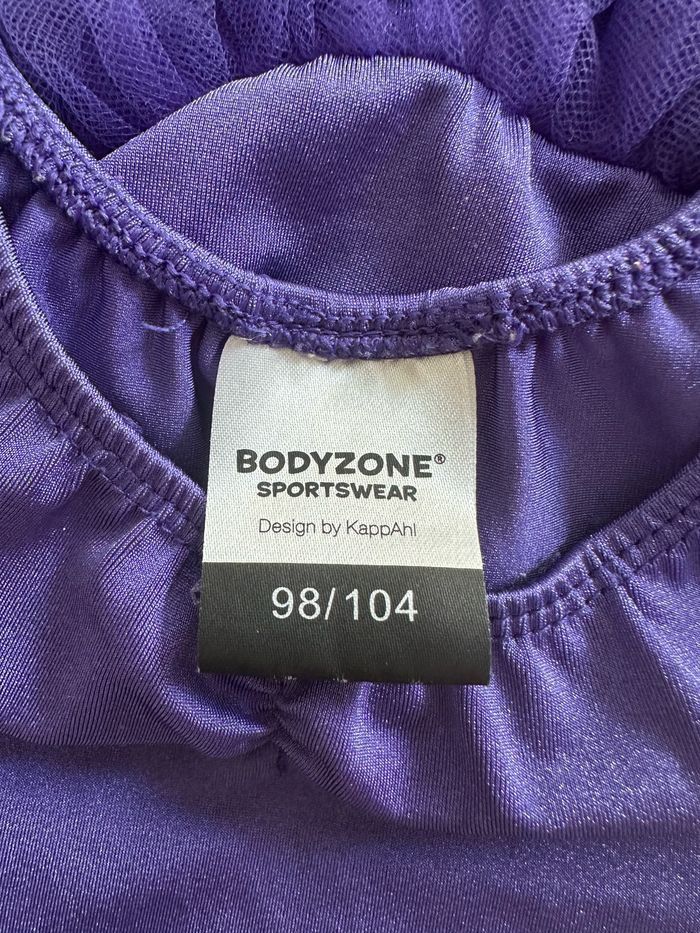 BODYZONE®
SPORTSWEAR
Design by KappAhl
98/104